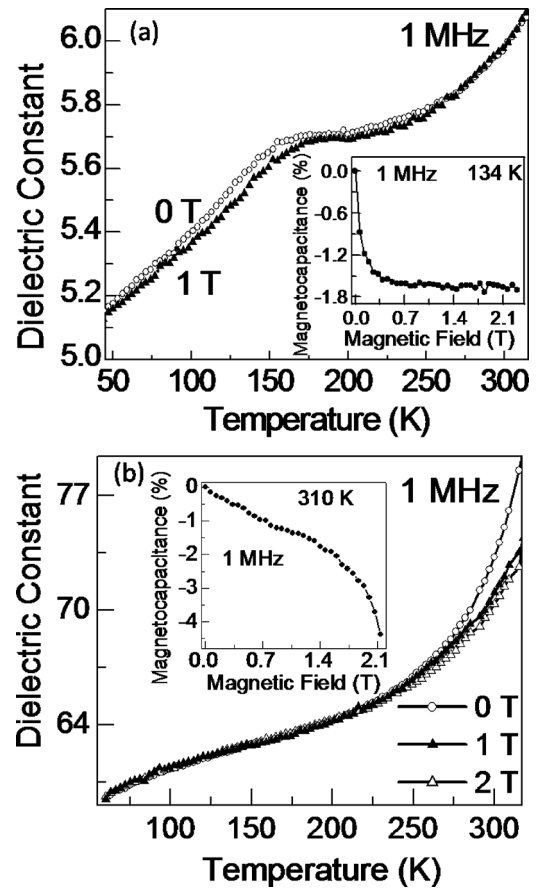 (a)
1 MHz
6.0
5.8
5.6
5.4
5.2
5.0
Dielectric Constant
0 T
1 T
50 100 150 200 250 300
Temperature (K)
1 MHz 134 K
0.0
-0.6
-1.2
-1.8
Magnetocapacitance (%)
0.0 0.7 1.4 2.1
Magnetic Field (T)
(b)
1 MHz
77
70
64
Dielectric Constant
310 K
1 MHz
0
-1
-2
-3
-4
Magnetocapacitance (%)
0.0 0.7 1.4 2.1
Magnetic Field (T)
0 T
1 T
2 T
100 150 200 250 300
Temperature (K)